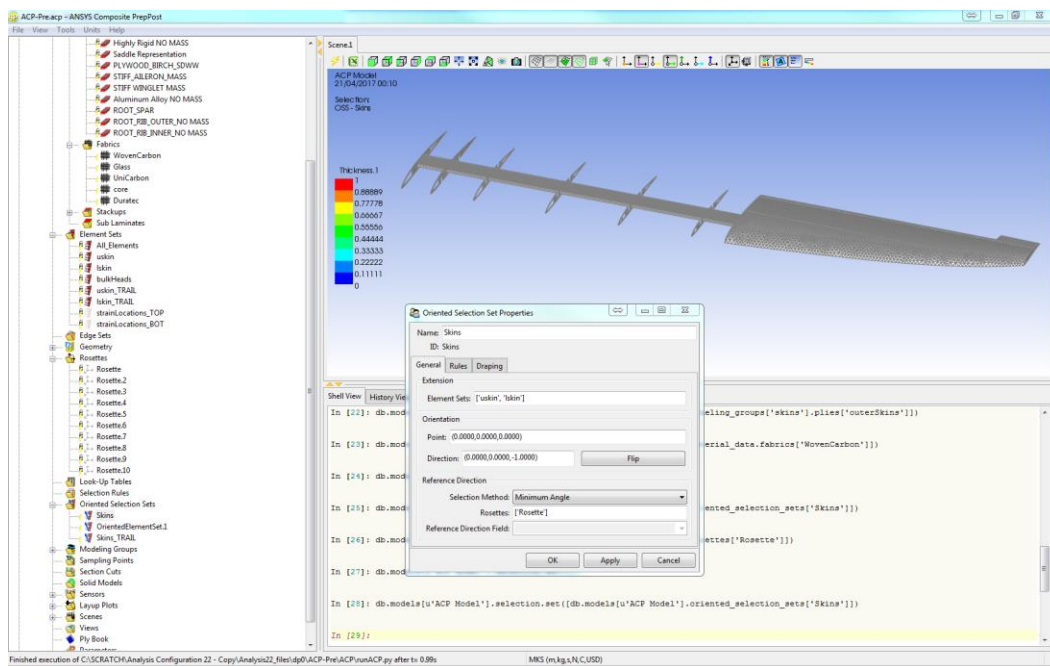 ACP-Pre.acp - ANSYS Composite PrepPost
File View Tools Units Help
Highly Rigid NO MASS
Saddle Representation
PLYWOOD_BIRCH_SDWW
STIFF_AILERON_MASS
STIFF WINGLET MASS
Aluminum Alloy NO MASS
ROOT_SPAR
ROOT_RIB_OUTER_NO MASS
ROOT_RIB_INNER_NO MASS
Fabrics
WovenCarbon
Glass
UniCarbon
core
Duratec
Stackups
Sub Laminates
Element Sets
All_Elements
uskin
lskin
bulkHeads
uskin_TRAIL
lskin_TRAIL
strainLocations_TOP
strainLocations_BOT
Edge Sets
Geometry
Rosettes
Rosette
Rosette.2
Rosette.3
Rosette.4
Rosette.5
Rosette.6
Rosette.7
Rosette.8
Rosette.9
Rosette.10
Look-Up Tables
Selection Rules
Oriented Selection Sets
Skins
OrientedElementSet.1
Skins_TRAIL
Modeling Groups
Sampling Points
Section Cuts
Solid Models
Sensors
Layup Plots
Scenes
Views
Ply Book
Parameters
Scene.1
ACP Model
21/04/2017 00:10
Selection:
OSS - Skins
Thickness.1
1
0.88889
0.77778
0.66667
0.55556
0.44444
0.33333
0.22222
0.11111
0
Oriented Selection Set Properties
Name: Skins
ID: Skins
General Rules Draping
Extension
Element Sets: ['uskin', 'lskin']
Orientation
Point: (0.0000,0.0000,0.0000)
Direction: (0.0000,0.0000,-1.0000) Flip
Reference Direction
Selection Method: Minimum Angle
Rosettes: ['Rosette']
Reference Direction Field:
OK Apply Cancel
Shell View History Vie
In [22]: db.mod eling_groups['skins'].plies['outerSkins']])
In [23]: db.mod erial_data.fabrics['WovenCarbon']])
In [24]: db.mod
In [25]: db.mod ented_selection_sets['Skins']])
In [26]: db.mod ettes['Rosette']])
In [27]: db.mod
In [28]: db.models[u'ACP Model'].selection.set([db.models[u'ACP Model'].oriented_selection_sets['Skins']])
In [29]:
Finished execution of C:\SCRATCH\Analysis Configuration 22 - Copy\Analysis22_files\dp0\ACP-Pre\ACP\runACP.py after t= 0.99s MKS (m,kg,s,N,C,USD)